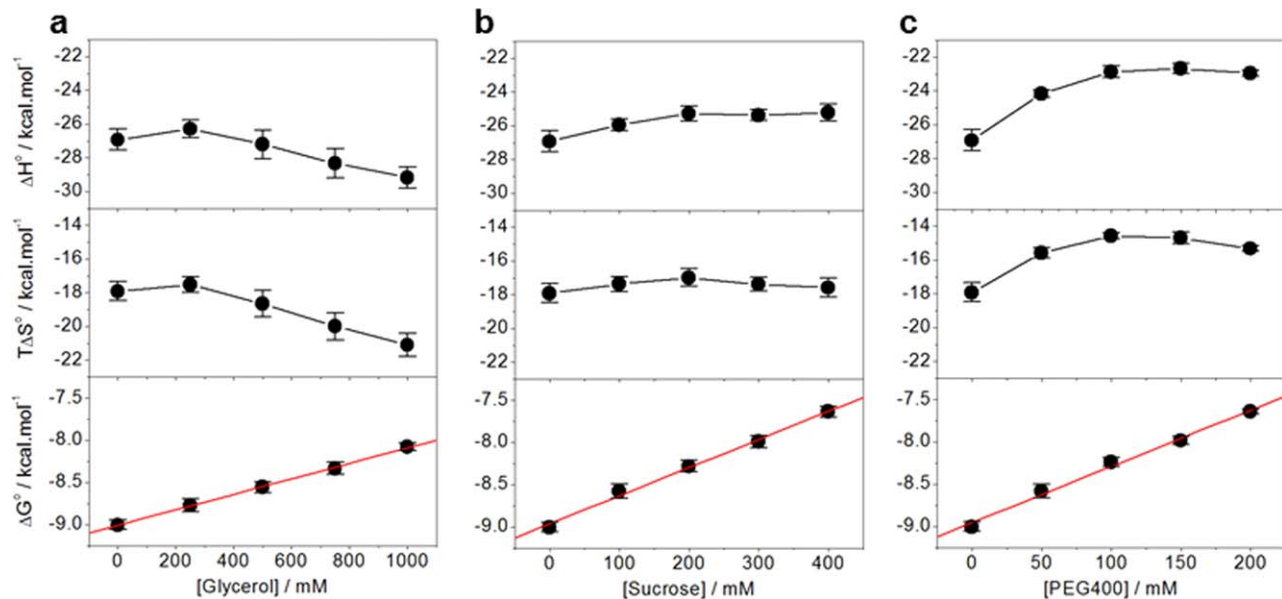 a b c
ΔH° / kcal.mol⁻¹
-22 -24 -26 -28 -30
-22 -24 -26 -28 -30
-22 -24 -26 -28 -30
TΔS° / kcal.mol⁻¹
-14 -16 -18 -20 -22
-14 -16 -18 -20 -22
-14 -16 -18 -20 -22
ΔG° / kcal.mol⁻¹
-7.5 -8.0 -8.5 -9.0
-7.5 -8.0 -8.5 -9.0
-7.5 -8.0 -8.5 -9.0
0 200 400 600 800 1000
0 100 200 300 400
0 50 100 150 200
[Glycerol] / mM
[Sucrose] / mM
[PEG400] / mM